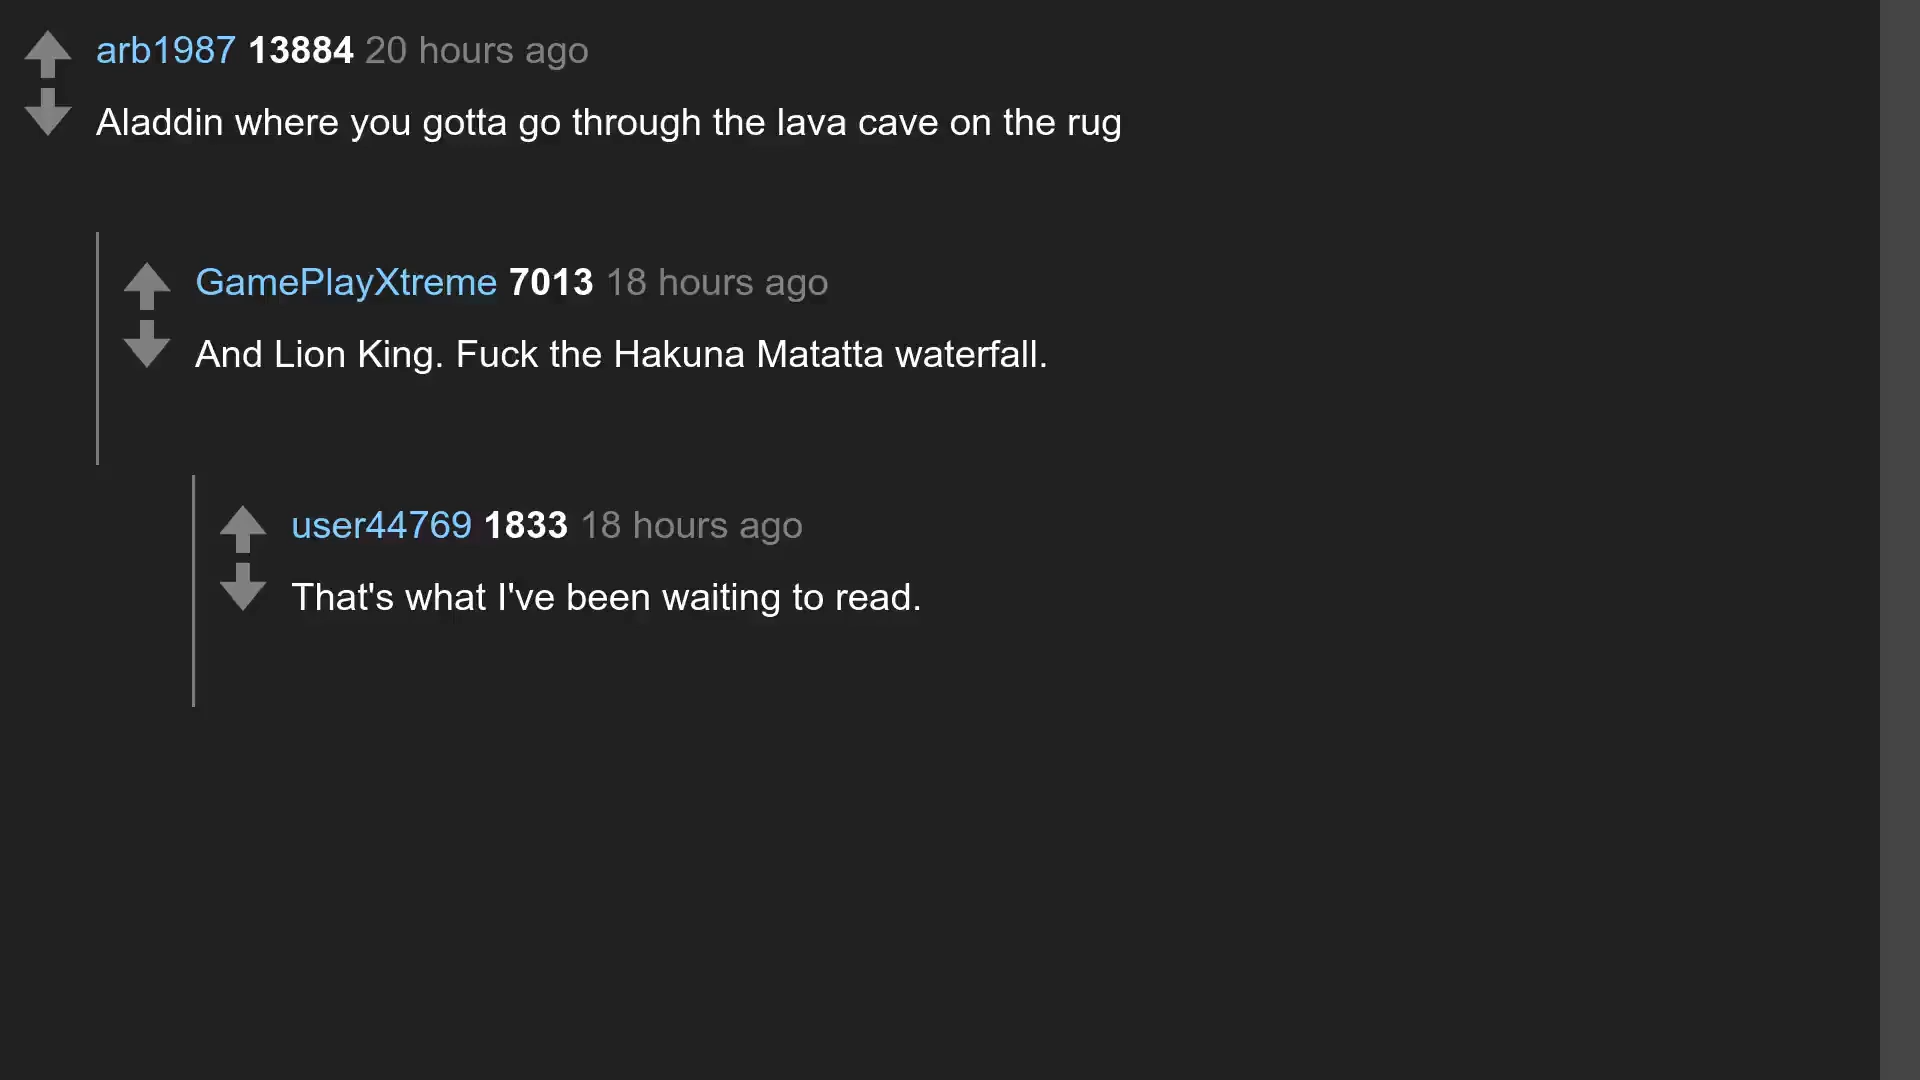 arb1987 13884 20 hours ago
Aladdin where you gotta go through the lava cave on the rug
GamePlayXtreme 7013 18 hours ago
And Lion King. Fuck the Hakuna Matatta waterfall.
user44769 1833 18 hours ago
That's what I've been waiting to read.